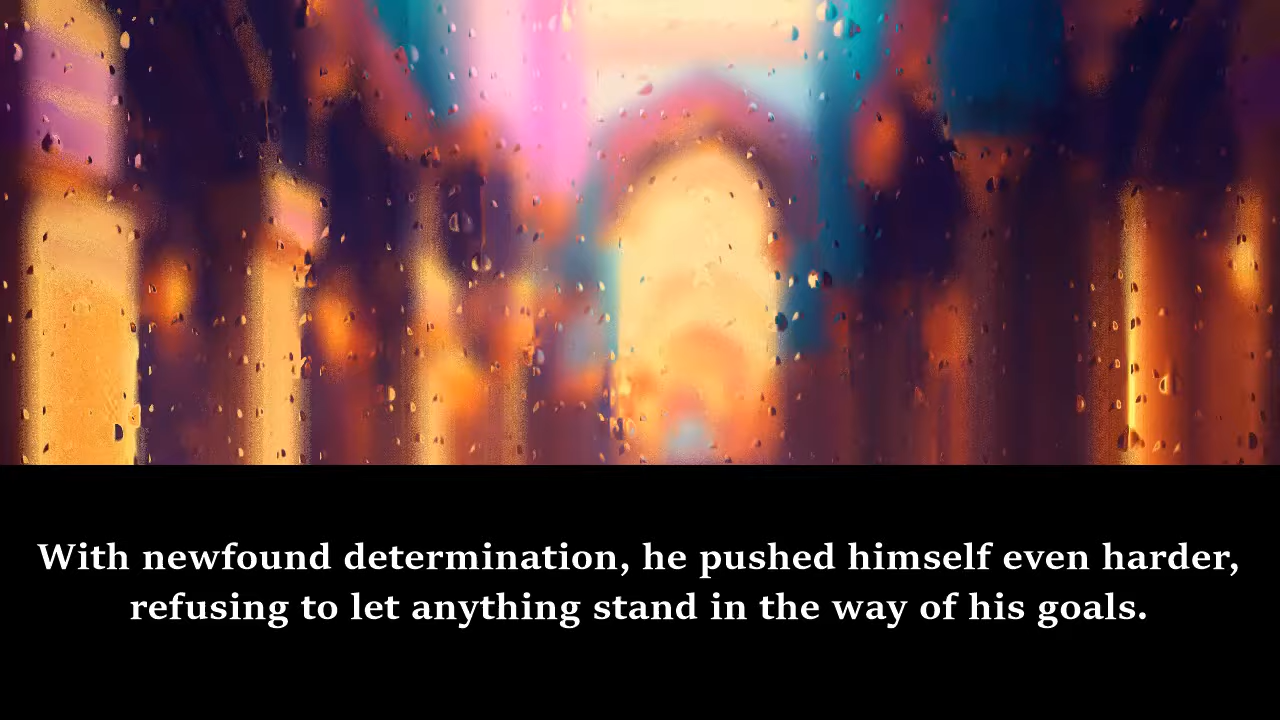 With newfound determination, he pushed himself even harder,
refusing to let anything stand in the way of his goals.